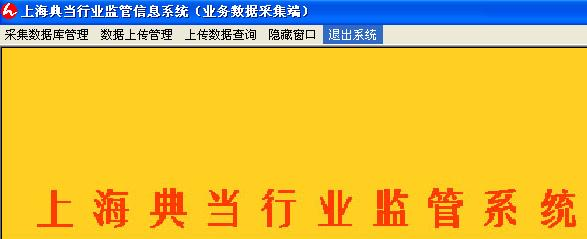 上海典当行业监管信息系统（业务数据采集端）
采集数据库管理 数据上传管理 上传数据查询 隐藏窗口 退出系统
上海典当行业监管系统